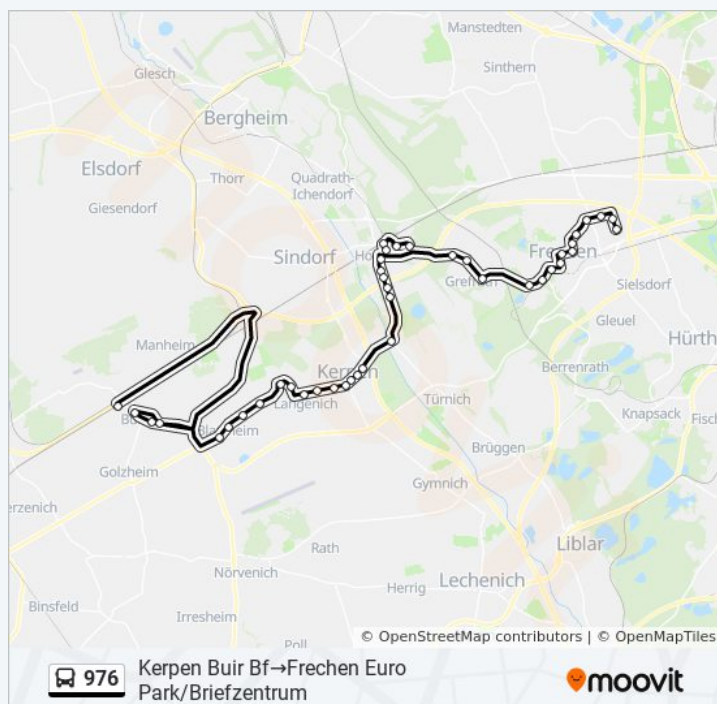 Manstedten
Glesch
Sinthern
Bergheim
Elsdorf
Quadrath-
Ichendorf
Thorr
Giesendorf
Sindorf
Frechen
Grefrath
Sielsdorf
Gleuel
Manheim
Hürth
Kerpen
Berrenrath
Langenich
Türnich
Knapsack
Fisc
Blatzheim
Brüggen
Golzheim
Gymnich
erzenich
Rath
Liblar
Nörvenich
Herrig
Lechenich
Binsfeld
Irresheim
Poll
© OpenStreetMap contributors | © OpenMapTiles
976
Kerpen Buir Bf→Frechen Euro
Park/Briefzentrum
moovit